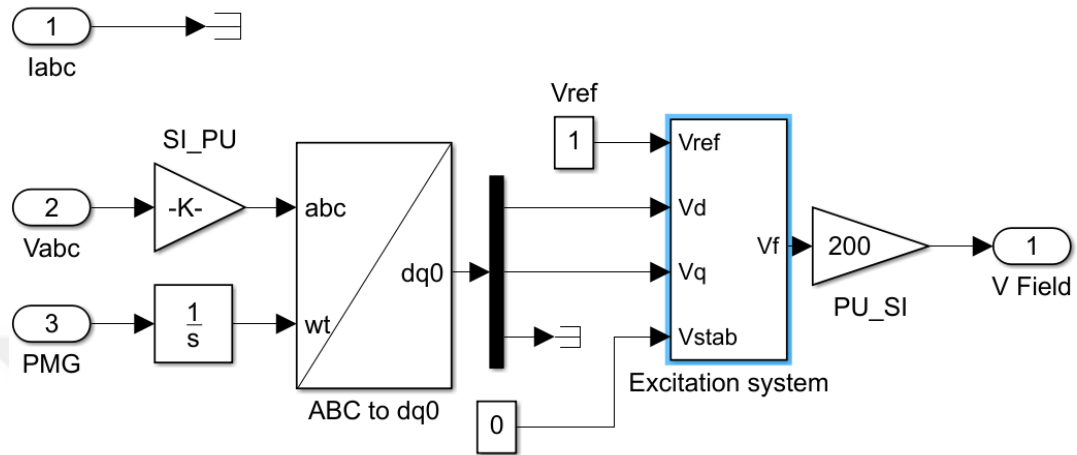 1
Iabc
Vref
1
SI_PU
-K-
2
Vabc
abc
wt
dq0
ABC to dq0
3
PMG
1
s
0
Vref
Vd
Vq
Vstab
Vf
Excitation system
200
PU_SI
1
V Field